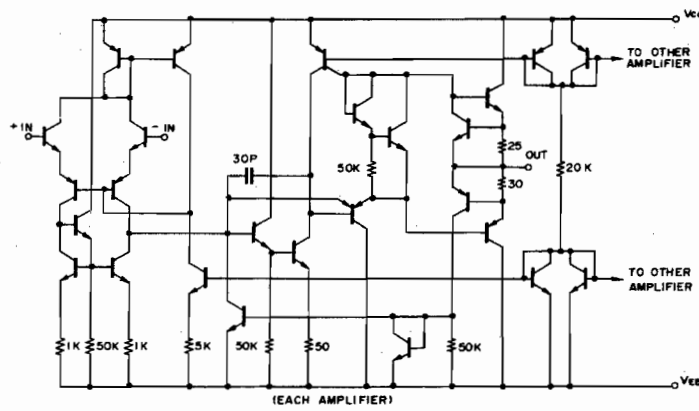 Vcc
TO OTHER
AMPLIFIER
+IN
-IN
30P
25
OUT
50K
30
20K
TO OTHER
AMPLIFIER
1K
50K
1K
5K
50K
50
50K
VEE
(EACH AMPLIFIER)